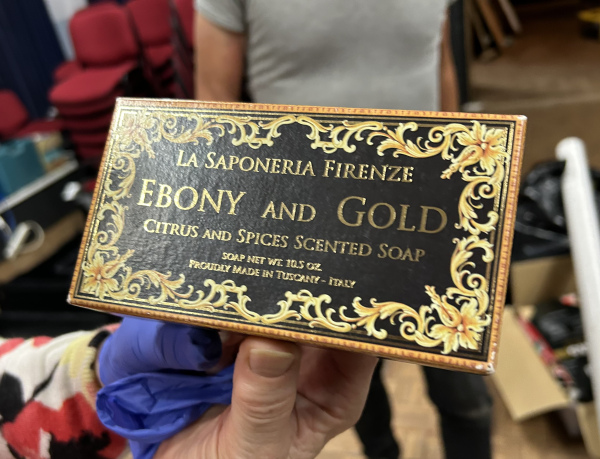 La Saponeria Firenze
Ebony and Gold
Citrus and Spices Scented Soap
Soap Net Wt. 10.5 oz.
Proudly Made in Tuscany - Italy